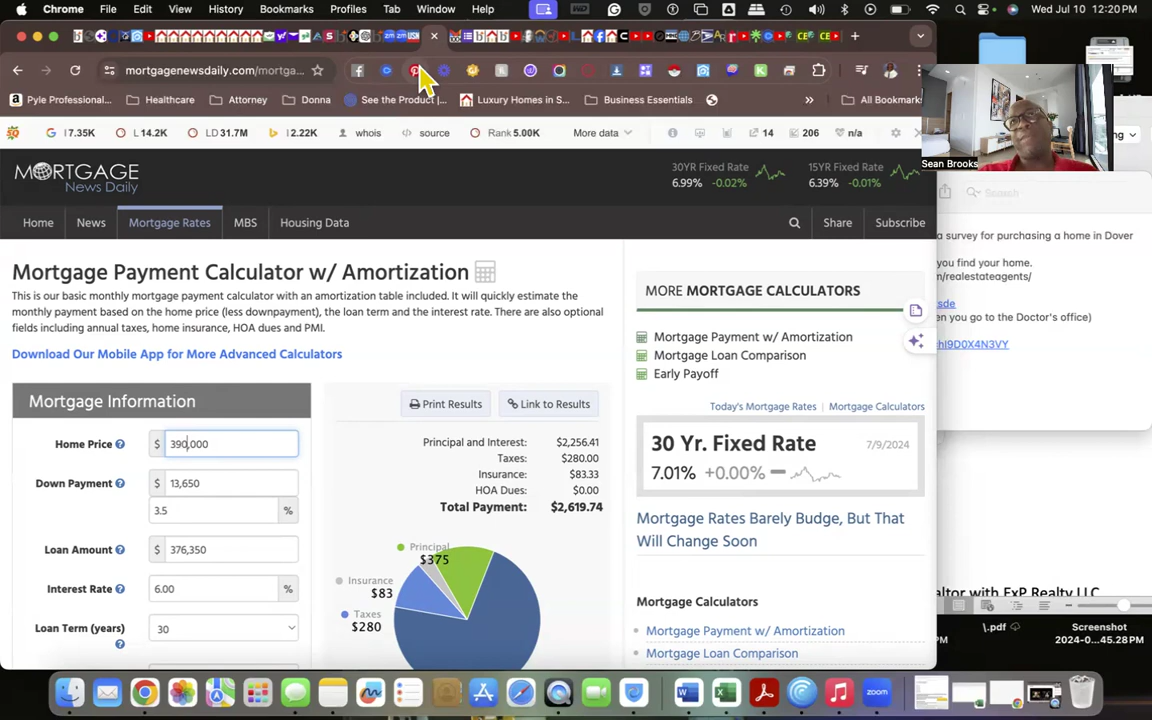 Chrome File Edit View History Bookmarks Profiles Tab Window Help Wed Jul 10 12:20 PM
mortgagenewsdaily.com/mortga...
Pyle Professional... Healthcare Attorney Donna See the Product |... Luxury Homes in S... Business Essentials » All Bookmarks
I 7.35K L 14.2K LD 31.7M I 2.22K whois source Rank 5.00K More data 14 206 n/a
Sean Brooks
MORTGAGE
News Daily
30YR Fixed Rate
6.99% -0.02%
15YR Fixed Rate
6.39% -0.01%
Search
Home News Mortgage Rates MBS Housing Data Share Subscribe
a survey for purchasing a home in Dover
you find your home.
m/realestateagents/
sde
en you go to the Doctor's office)
hl9D0X4N3VY
Mortgage Payment Calculator w/ Amortization
This is our basic monthly mortgage payment calculator with an amortization table included. It will quickly estimate the
monthly payment based on the home price (less downpayment), the loan term and the interest rate. There are also optional
fields including annual taxes, home insurance, HOA dues and PMI.
Download Our Mobile App for More Advanced Calculators
MORE MORTGAGE CALCULATORS
Mortgage Payment w/ Amortization
Mortgage Loan Comparison
Early Payoff
Today's Mortgage Rates | Mortgage Calculators
Mortgage Information
Home Price $ 390,000
Down Payment $ 13,650
3.5 %
Loan Amount $ 376,350
Interest Rate 6.00 %
Loan Term (years) 30
Print Results Link to Results
Principal and Interest: $2,256.41
Taxes: $280.00
Insurance: $83.33
HOA Dues: $0.00
Total Payment: $2,619.74
Principal
$375
Insurance
$83
Taxes
$280
30 Yr. Fixed Rate 7/9/2024
7.01% +0.00%
Mortgage Rates Barely Budge, But That
Will Change Soon
Mortgage Calculators
Mortgage Payment w/ Amortization
Mortgage Loan Comparison
altor with ExP Realty LLC
\.pdf
Screenshot
2024-0...45.28 PM
zoom